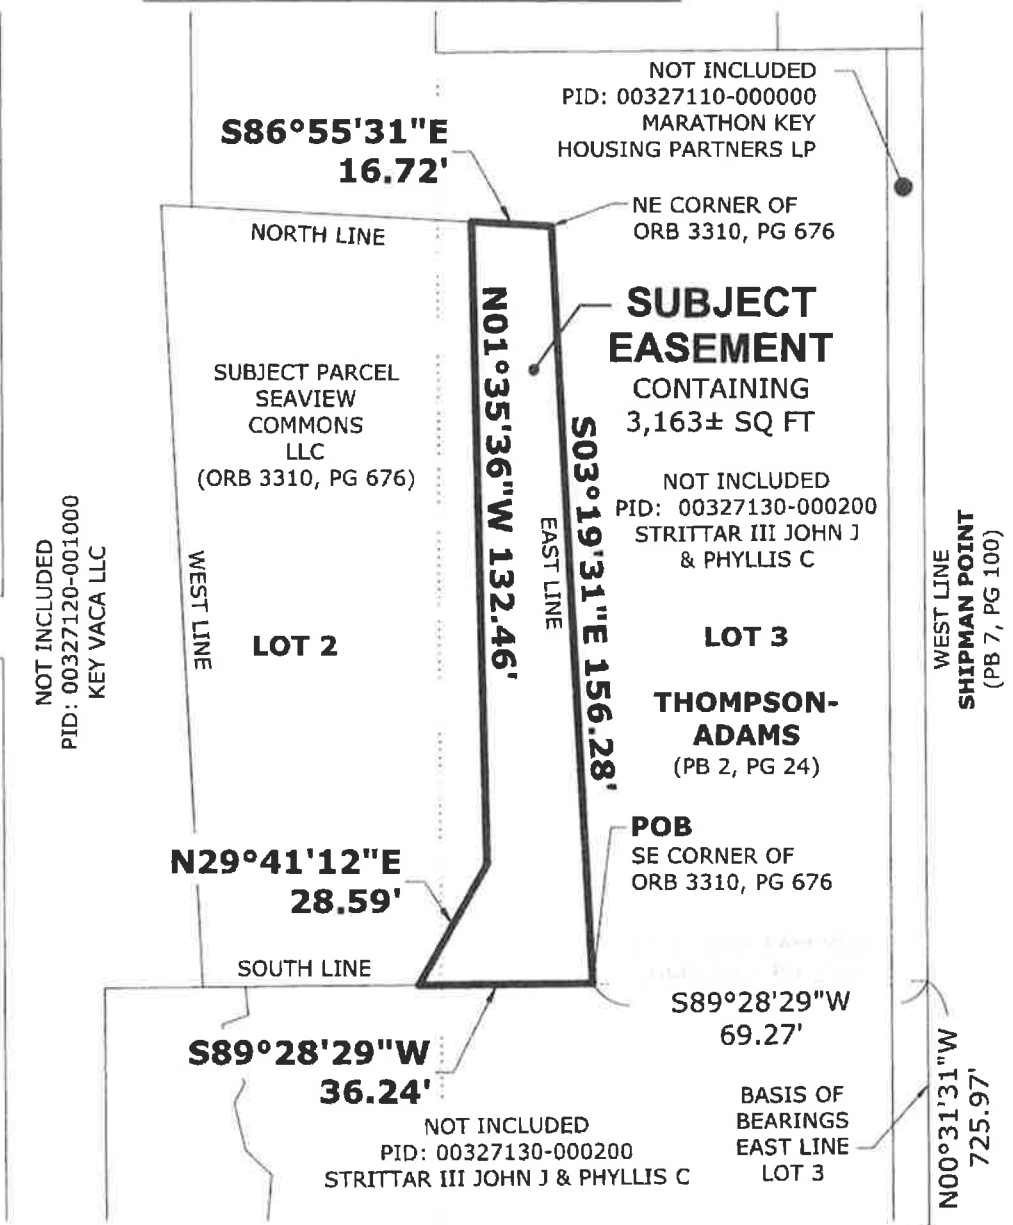 NOT INCLUDED
PID: 00327110-000000
MARATHON KEY
HOUSING PARTNERS LP
S86°55'31"E
16.72'
NE CORNER OF
ORB 3310, PG 676
NORTH LINE
SUBJECT
EASEMENT
CONTAINING
3,163± SQ FT
N01°35'36"W 132.46'
SUBJECT PARCEL
SEAVIEW
COMMONS
LLC
(ORB 3310, PG 676)
S03°19'31"E 156.28'
EAST LINE
NOT INCLUDED
PID: 00327130-000200
STRITTAR III JOHN J
& PHYLLIS C
NOT INCLUDED
PID: 00327120-001000
KEY VACA LLC
WEST LINE
LOT 2
LOT 3
WEST LINE
SHIPMAN POINT
(PB 7, PG 100)
THOMPSON-
ADAMS
(PB 2, PG 24)
POB
SE CORNER OF
ORB 3310, PG 676
N29°41'12"E
28.59'
SOUTH LINE
S89°28'29"W
69.27'
S89°28'29"W
36.24'
BASIS OF
BEARINGS
EAST LINE
LOT 3
N00°31'31"W
725.97'
NOT INCLUDED
PID: 00327130-000200
STRITTAR III JOHN J & PHYLLIS C